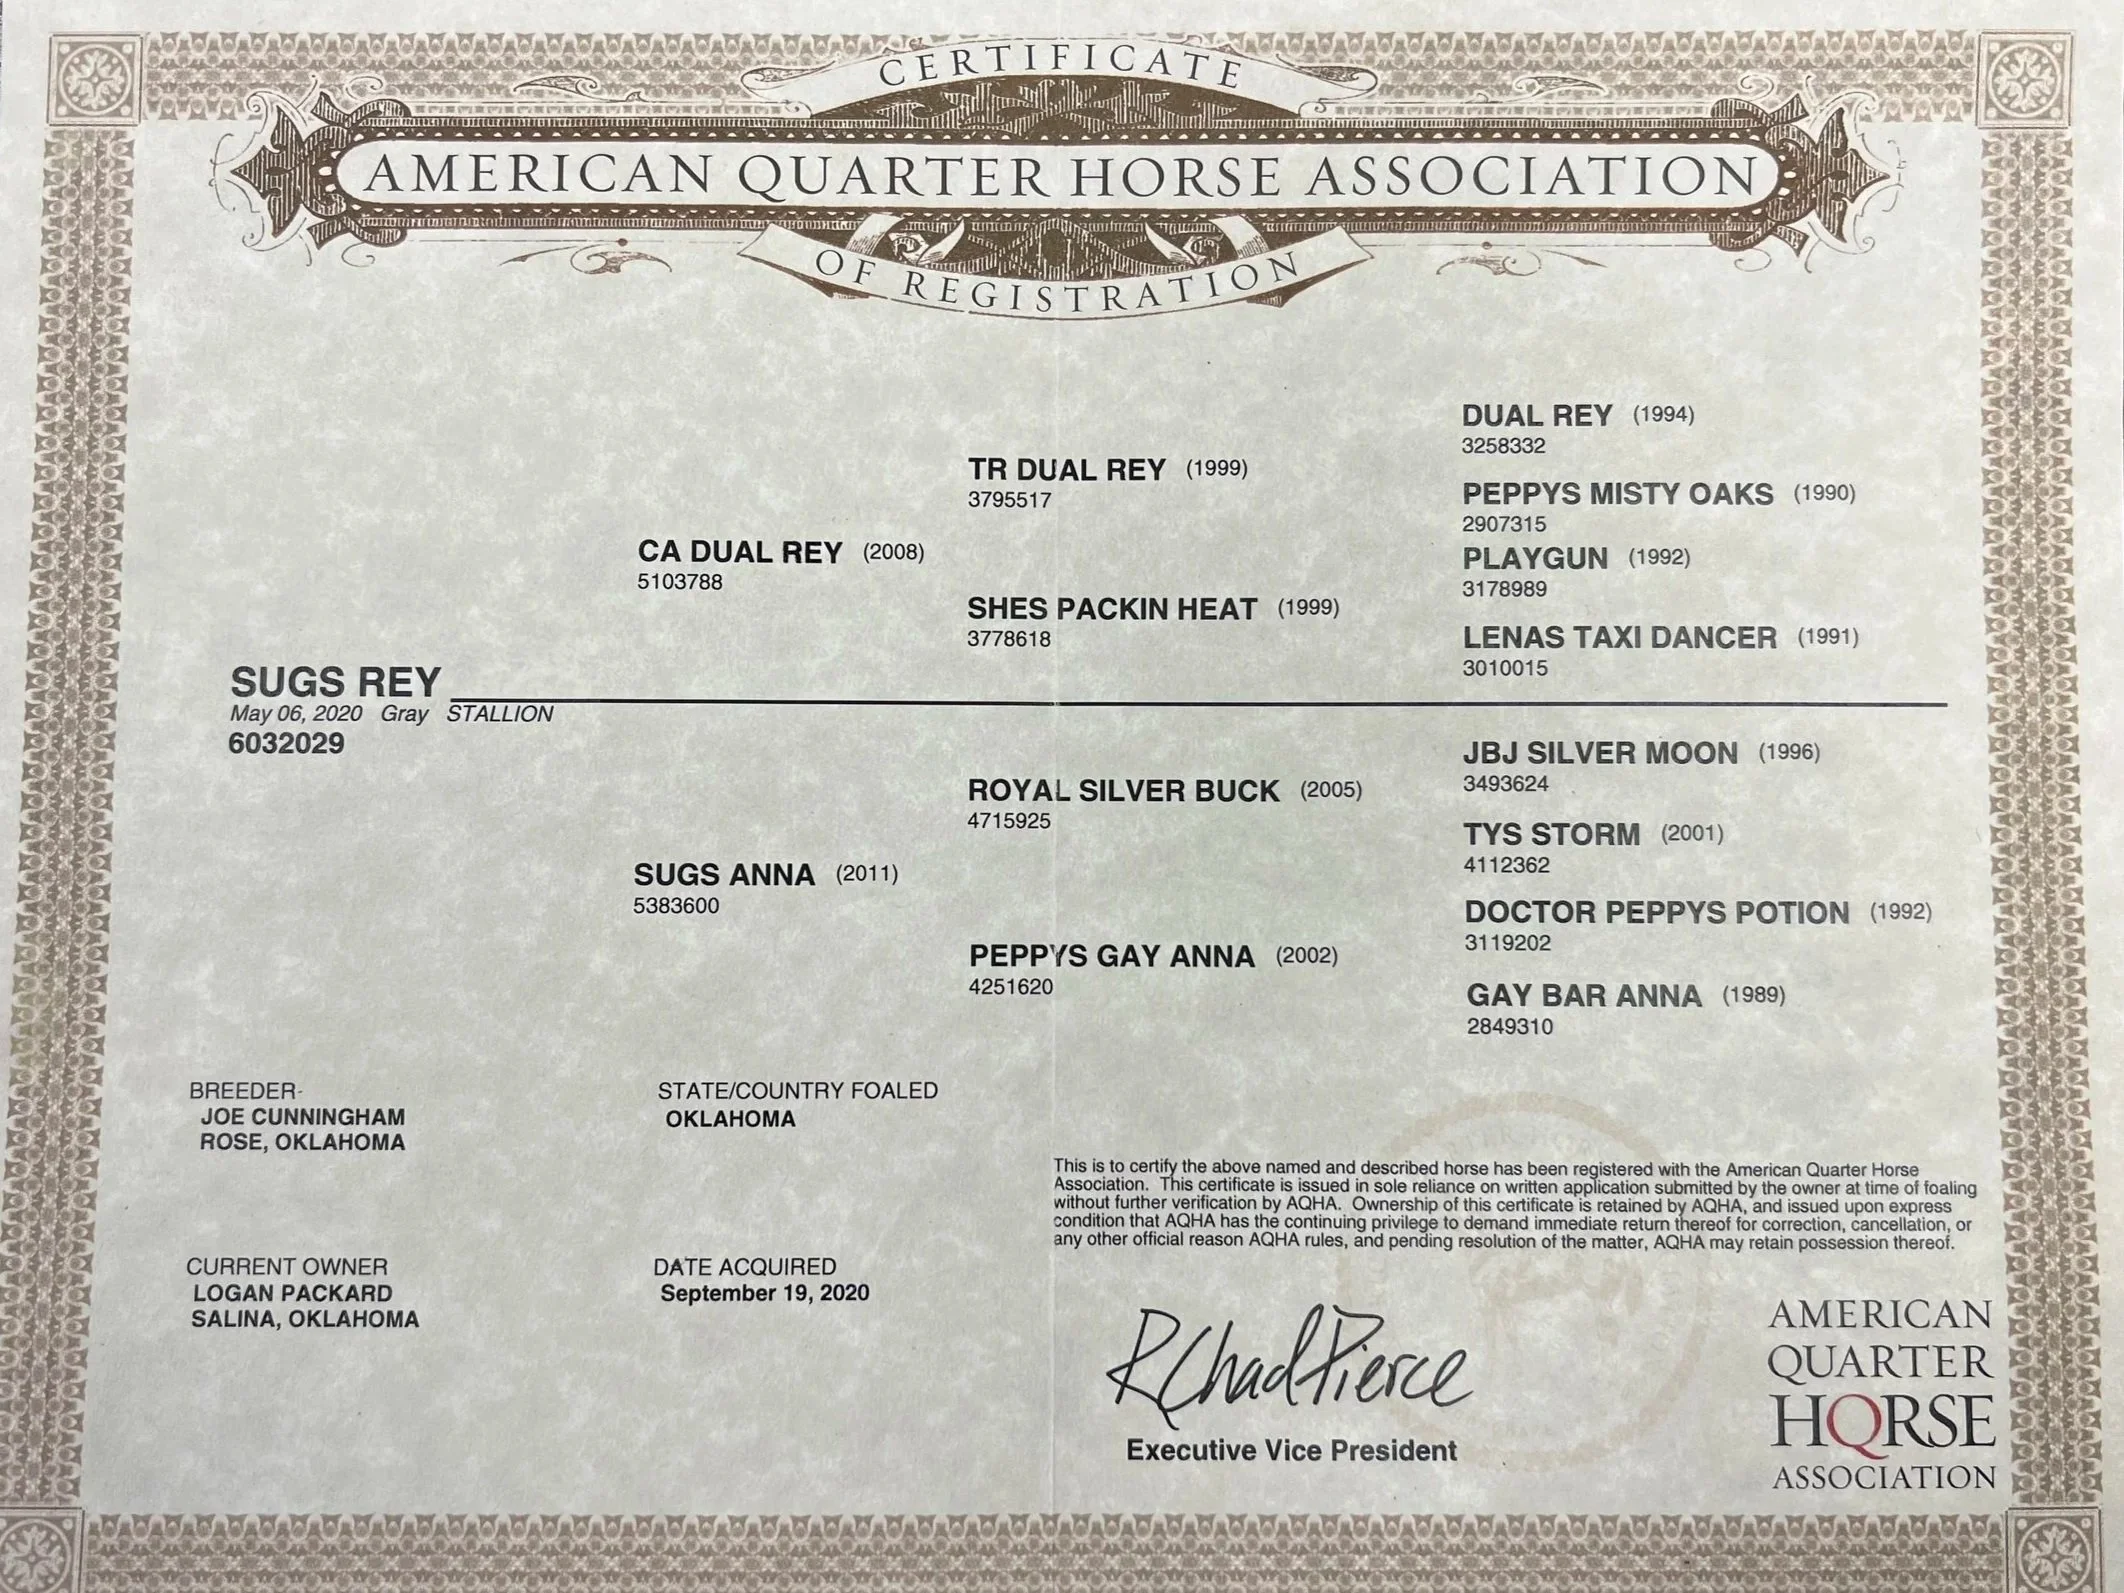 CERTIFICATE
AMERICAN QUARTER HORSE ASSOCIATION
OF REGISTRATION
DUAL REY (1994)
3258332
TR DUAL REY (1999)
3795517
PEPPYS MISTY OAKS (1990)
2907315
CA DUAL REY (2008)
5103788
PLAYGUN (1992)
3178989
SHES PACKIN HEAT (1999)
3778618
LENAS TAXI DANCER (1991)
3010015
SUGS REY
May 06, 2020 Gray STALLION
6032029
JBJ SILVER MOON (1996)
3493624
ROYAL SILVER BUCK (2005)
4715925
TYS STORM (2001)
4112362
SUGS ANNA (2011)
5383600
DOCTOR PEPPYS POTION (1992)
3119202
PEPPYS GAY ANNA (2002)
4251620
GAY BAR ANNA (1989)
2849310
BREEDER-
JOE CUNNINGHAM
ROSE, OKLAHOMA
STATE/COUNTRY FOALED
OKLAHOMA
CURRENT OWNER
LOGAN PACKARD
SALINA, OKLAHOMA
DATE ACQUIRED
September 19, 2020
This is to certify the above named and described horse has been registered with the American Quarter Horse
Association. This certificate is issued in sole reliance on written application submitted by the owner at time of foaling
without further verification by AQHA. Ownership of this certificate is retained by AQHA, and issued upon express
condition that AQHA has the continuing privilege to demand immediate return thereof for correction, cancellation, or
any other official reason AQHA rules, and pending resolution of the matter, AQHA may retain possession thereof.
R Chad Pierce
Executive Vice President
AMERICAN
QUARTER
HORSE
ASSOCIATION